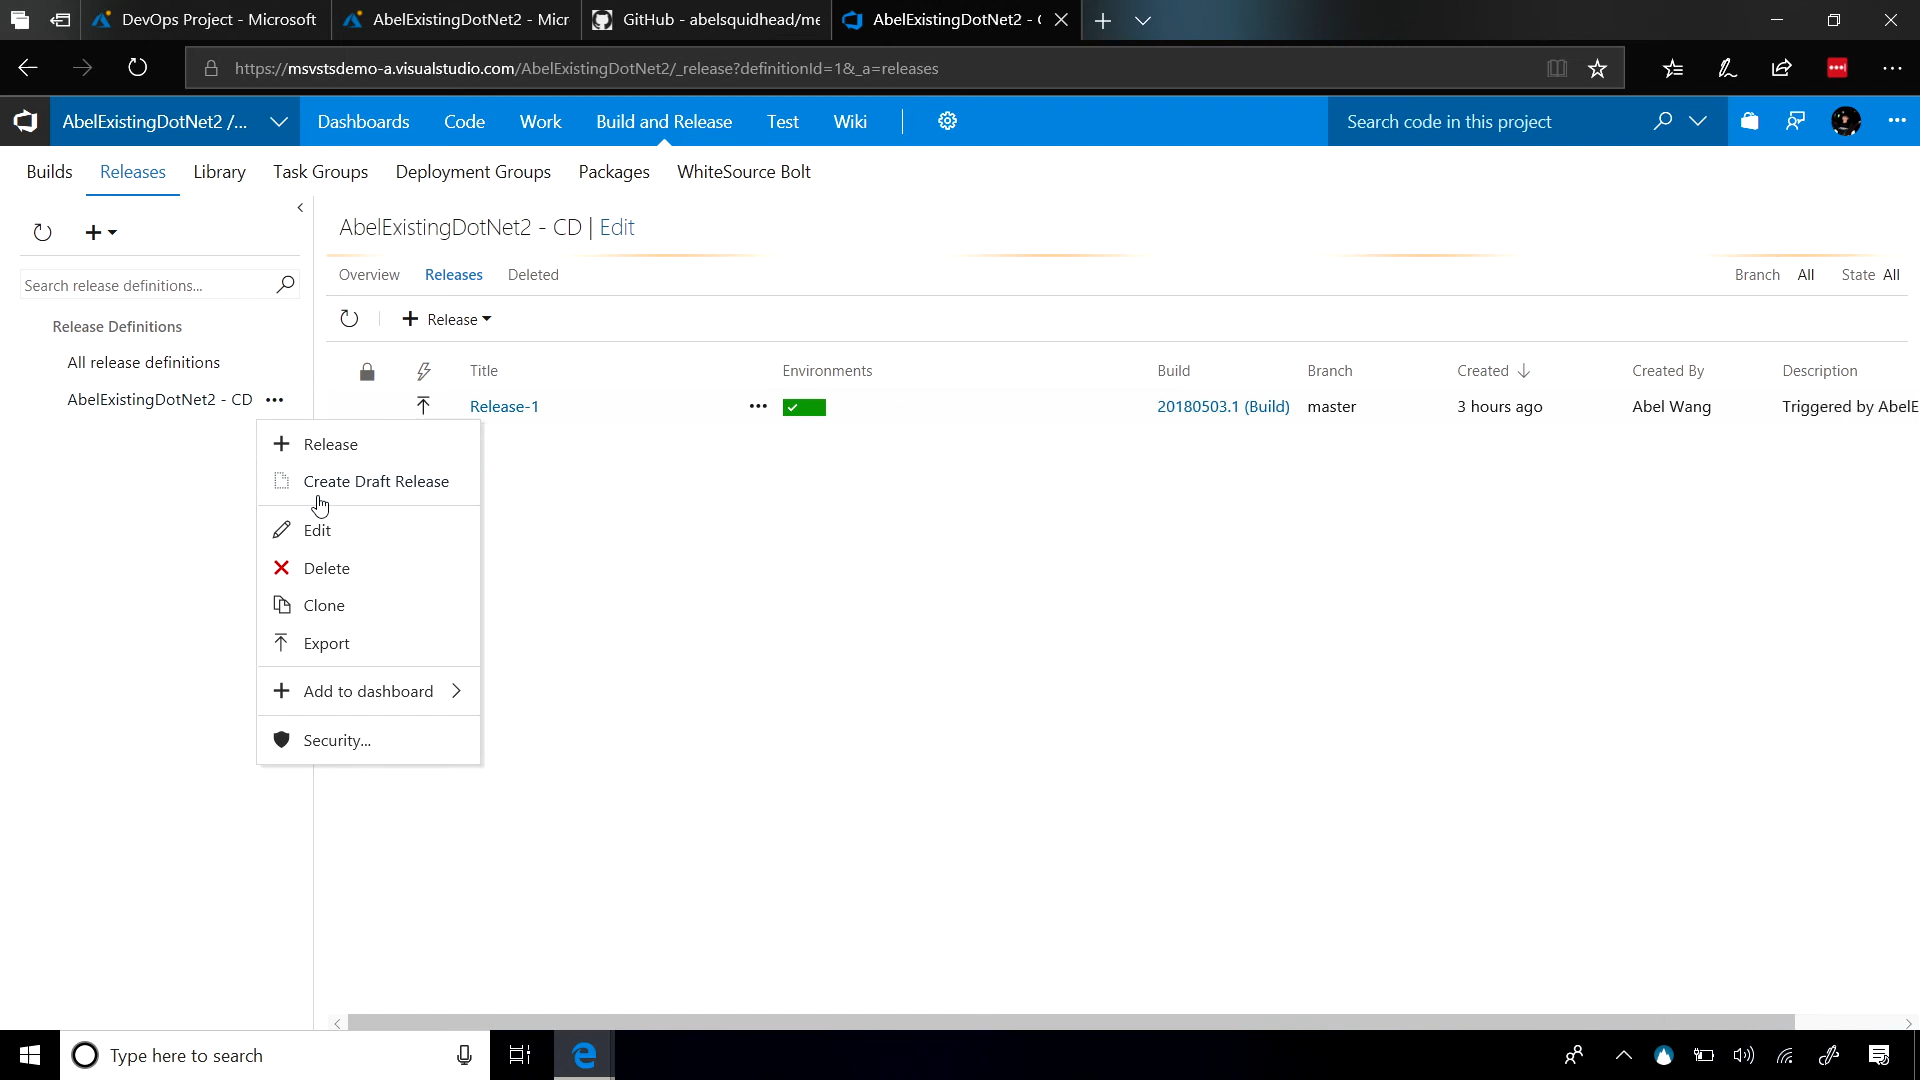 DevOps Project - Microsoft
AbelExistingDotNet2 - Micr
GitHub - abelsquidhead/me
AbelExistingDotNet2 - (
https://msvstsdemo-a.visualstudio.com/AbelExistingDotNet2/_release?definitionId=1&_a=releases
AbelExistingDotNet2 /...
Dashboards
Code
Work
Build and Release
Test
Wiki
Search code in this project
Builds
Releases
Library
Task Groups
Deployment Groups
Packages
WhiteSource Bolt
AbelExistingDotNet2 - CD | Edit
Overview
Releases
Deleted
Branch All
State All
Search release definitions...
Release
Release Definitions
All release definitions
AbelExistingDotNet2 - CD
Title
Environments
Build
Branch
Created
Created By
Description
Release-1
20180503.1 (Build)
master
3 hours ago
Abel Wang
Triggered by AbelE
Release
Create Draft Release
Edit
Delete
Clone
Export
Add to dashboard
Security...
Type here to search